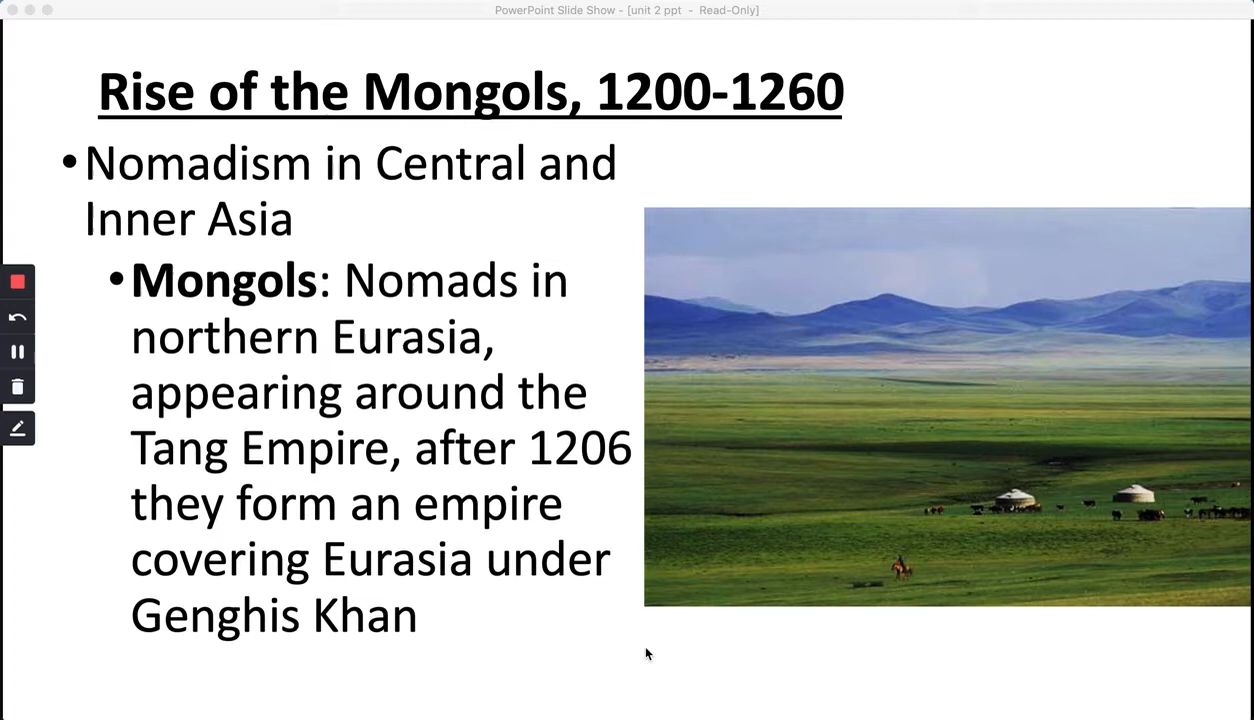 PowerPoint Slide Show - [unit 2 ppt - Read-Only]
Rise of the Mongols, 1200-1260
•Nomadism in Central and
Inner Asia
•Mongols: Nomads in
northern Eurasia,
appearing around the
Tang Empire, after 1206
they form an empire
covering Eurasia under
Genghis Khan